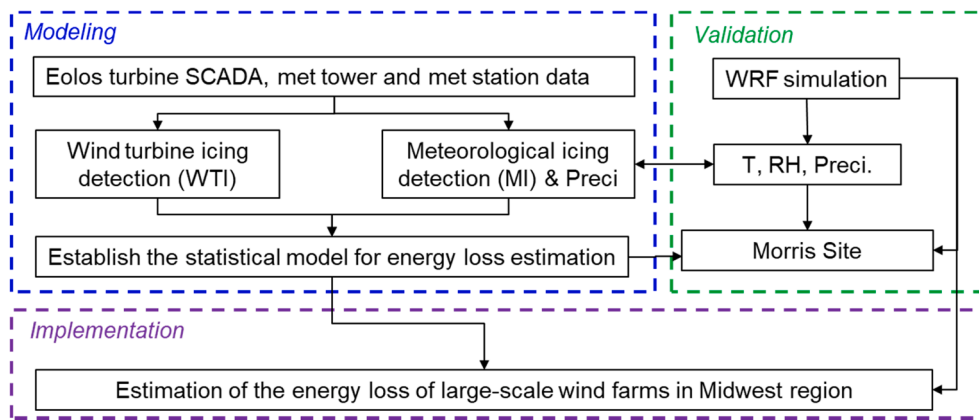 Modeling
Eolos turbine SCADA, met tower and met station data
Wind turbine icing
detection (WTI)
Meteorological icing
detection (MI) & Preci
Establish the statistical model for energy loss estimation
Validation
WRF simulation
T, RH, Preci.
Morris Site
Implementation
Estimation of the energy loss of large-scale wind farms in Midwest region